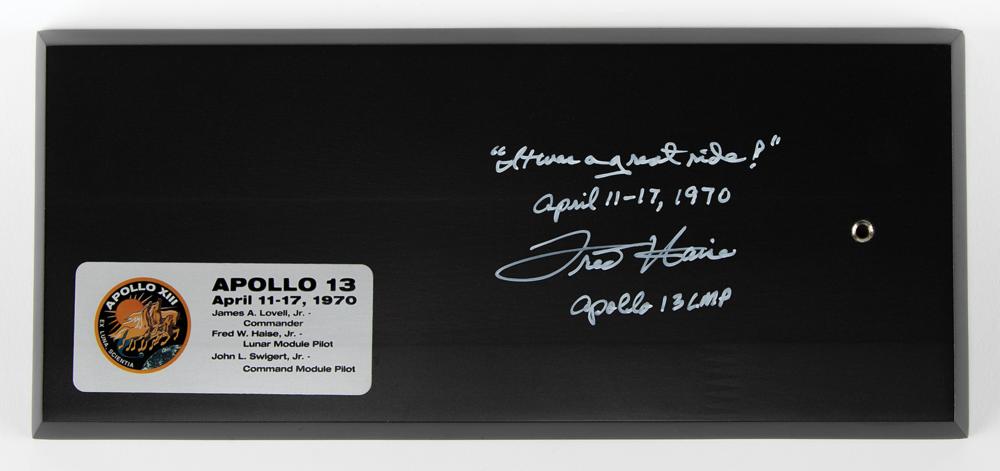 "It was a great ride!"
April 11-17, 1970
Fred Haise
Apollo 13 LMP
APOLLO XIII
EX LUNA, SCIENTIA
APOLLO 13
April 11-17, 1970
James A. Lovell, Jr. -
Commander
Fred W. Haise, Jr. -
Lunar Module Pilot
John L. Swigert, Jr. -
Command Module Pilot